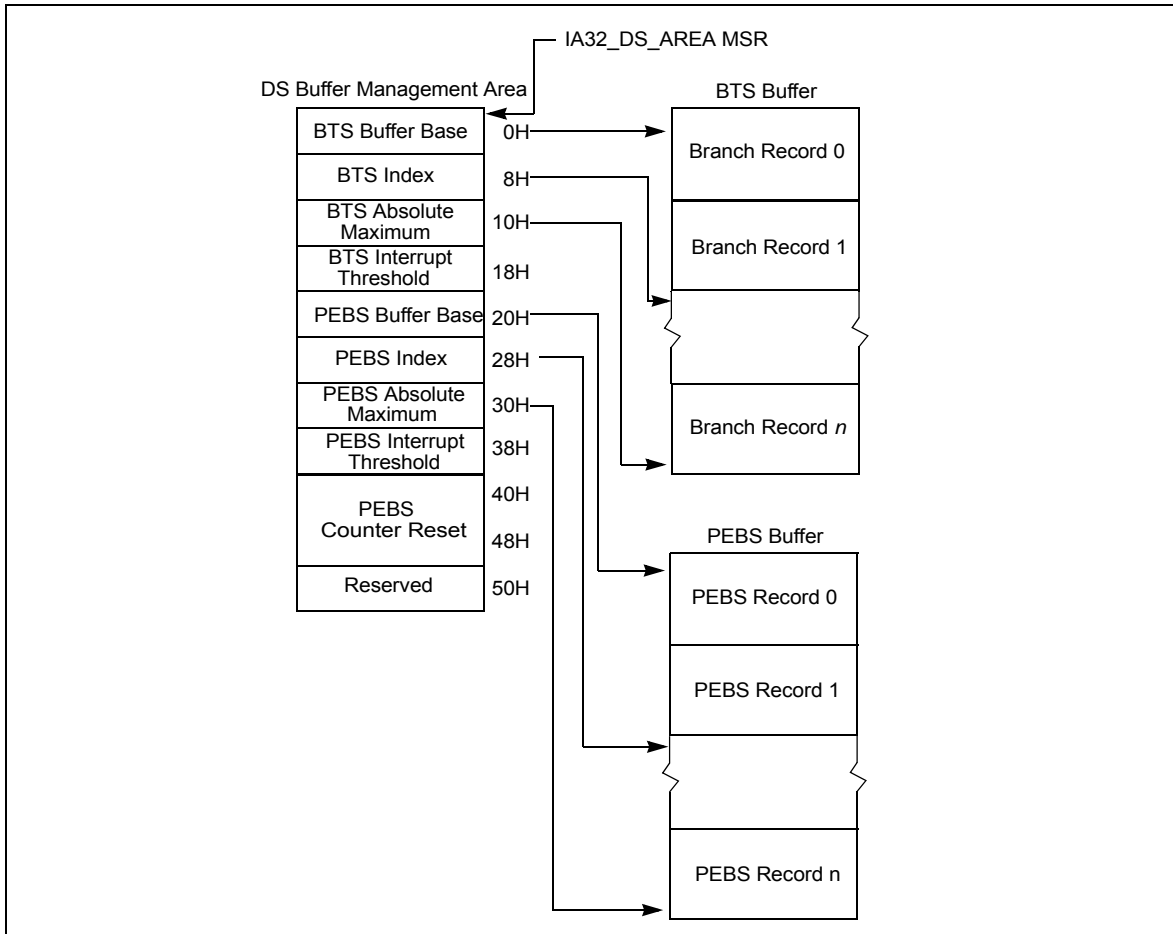 IA32_DS_AREA MSR
DS Buffer Management Area
BTS Buffer Base 0H
BTS Index 8H
BTS Absolute
Maximum 10H
BTS Interrupt
Threshold 18H
PEBS Buffer Base 20H
PEBS Index 28H
PEBS Absolute
Maximum 30H
PEBS Interrupt
Threshold 38H
40H
PEBS
Counter Reset
48H
Reserved 50H
BTS Buffer
Branch Record 0
Branch Record 1
Branch Record n
PEBS Buffer
PEBS Record 0
PEBS Record 1
PEBS Record n